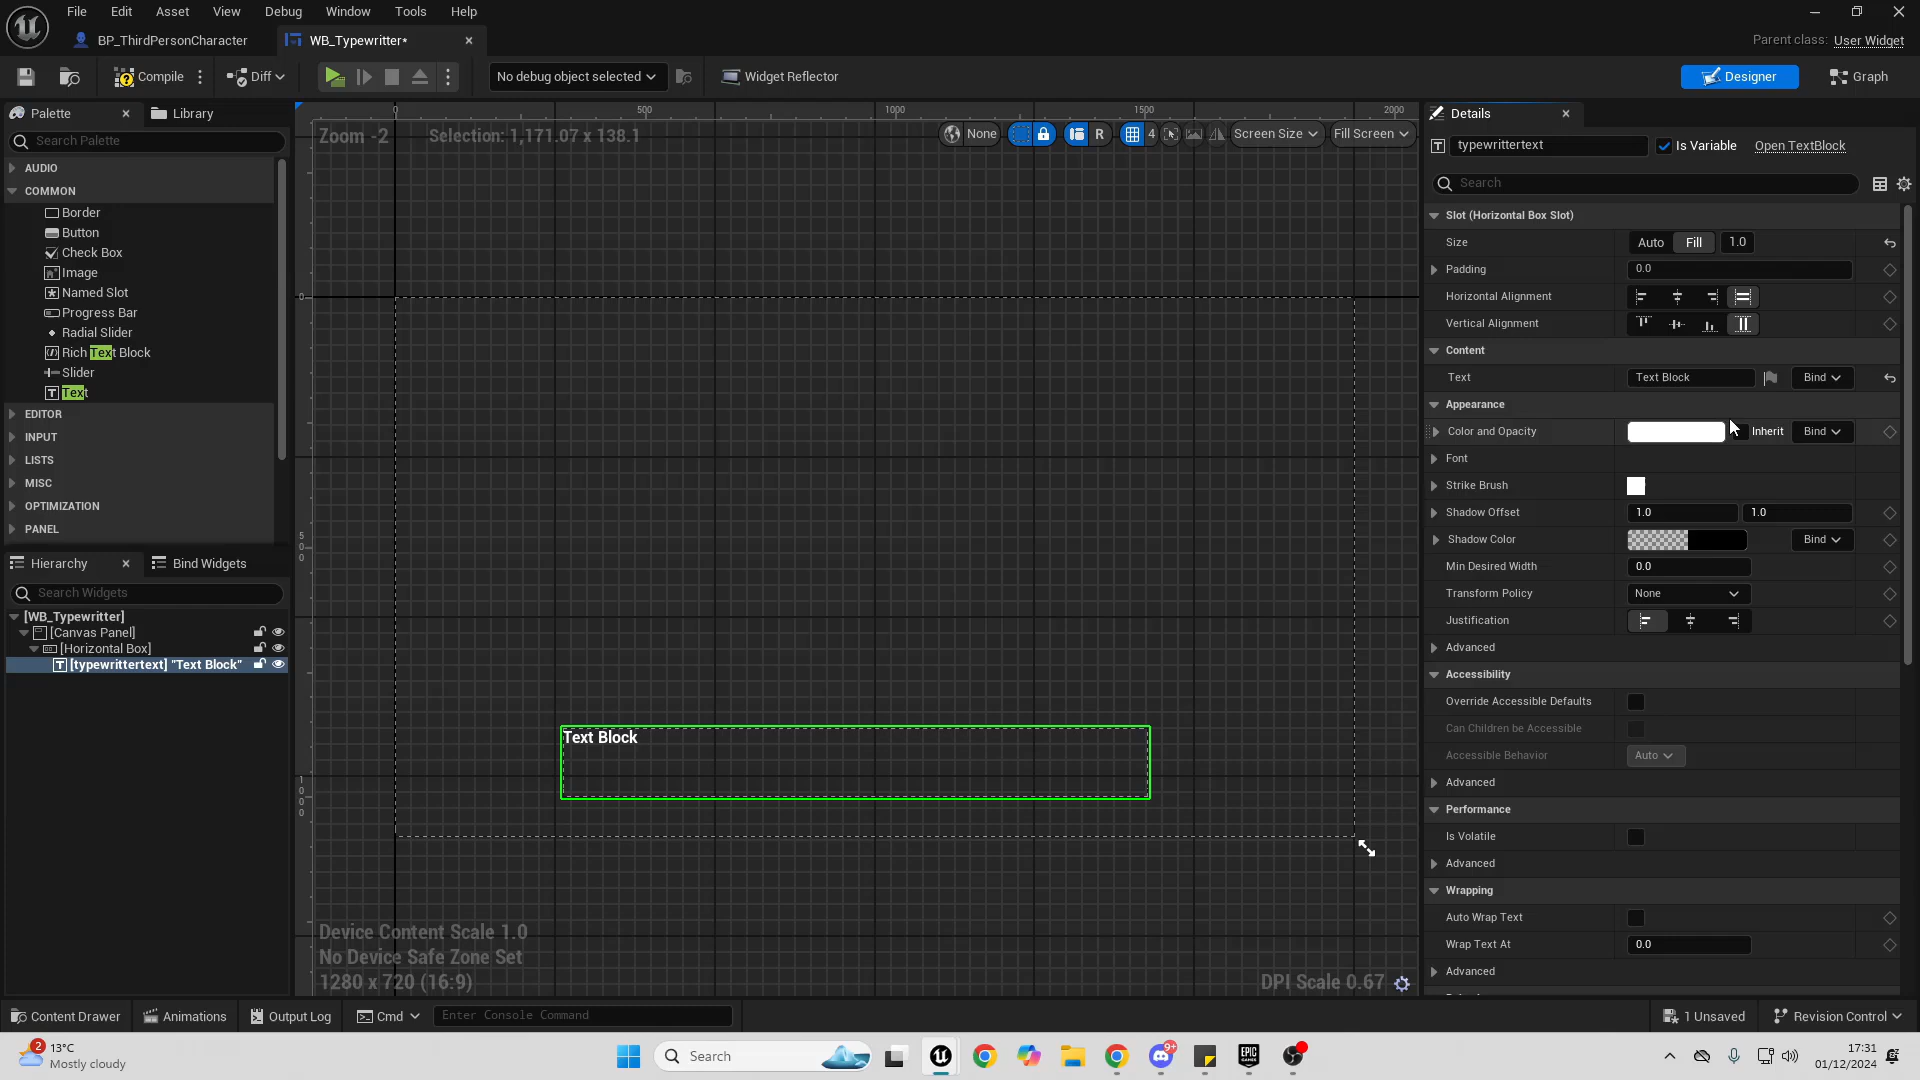 File Edit Asset View Debug Window Tools Help
BP_ThirdPersonCharacter
WB_Typewritter*
Parent class: User Widget
Compile
Diff
No debug object selected
Widget Reflector
Designer
Graph
Palette
Library
Search Palette
AUDIO
COMMON
Border
Button
Check Box
Image
Named Slot
Progress Bar
Radial Slider
Rich Text Block
Slider
Text
EDITOR
INPUT
LISTS
MISC
OPTIMIZATION
PANEL
Hierarchy
Bind Widgets
Search Widgets
[WB_Typewritter]
[Canvas Panel]
[Horizontal Box]
[typewrittertext] "Text Block"
0 500 1000 1500 2000
Zoom -2
Selection: 1,171.07 x 138.1
None
R
4
Screen Size
Fill Screen
0
500
1000
Text Block
Device Content Scale 1.0
No Device Safe Zone Set
1280 x 720 (16:9)
DPI Scale 0.67
Details
typewrittertext
Is Variable
Open TextBlock
Search
Slot (Horizontal Box Slot)
Size Auto Fill 1.0
Padding 0.0
Horizontal Alignment
Vertical Alignment
Content
Text Text Block Bind
Appearance
Color and Opacity Inherit Bind
Font
Strike Brush
Shadow Offset 1.0 1.0
Shadow Color Bind
Min Desired Width 0.0
Transform Policy None
Justification
Advanced
Accessibility
Override Accessible Defaults
Can Children be Accessible
Accessible Behavior Auto
Advanced
Performance
Is Volatile
Advanced
Wrapping
Auto Wrap Text
Wrap Text At 0.0
Advanced
Content Drawer
Animations
Output Log
Cmd
Enter Console Command
1 Unsaved
Revision Control
2
13°C
Mostly cloudy
Search
9+
EPIC GAMES
17:31
01/12/2024